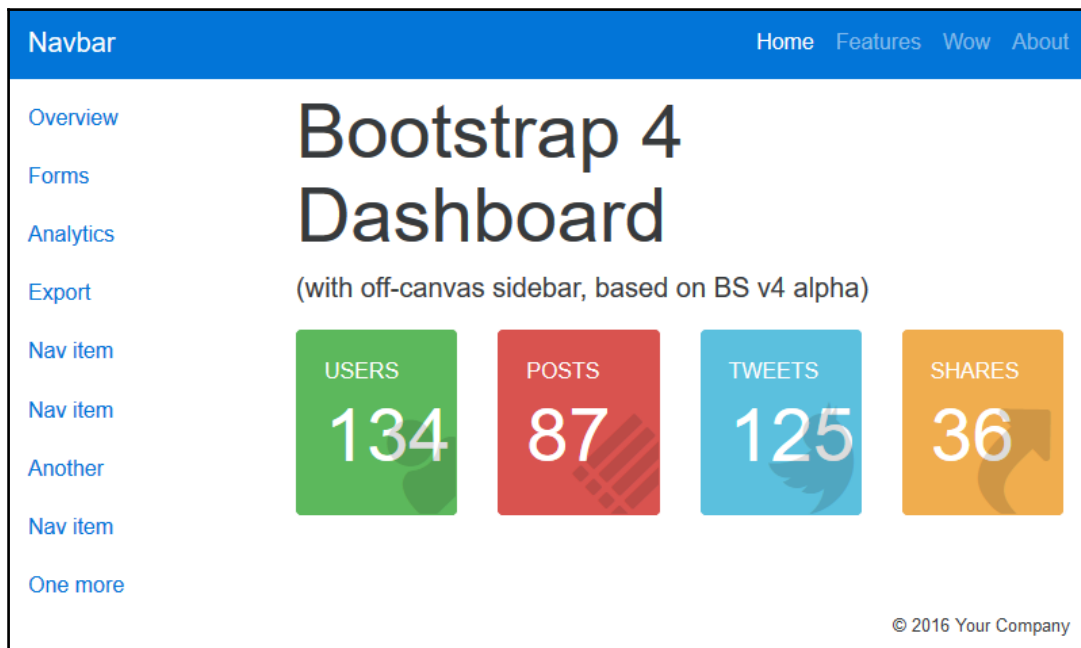 Navbar
Home Features Wow About
Overview
Forms
Analytics
Export
Nav item
Nav item
Another
Nav item
One more
Bootstrap 4
Dashboard
(with off-canvas sidebar, based on BS v4 alpha)
USERS
134
POSTS
87
TWEETS
125
SHARES
36
© 2016 Your Company